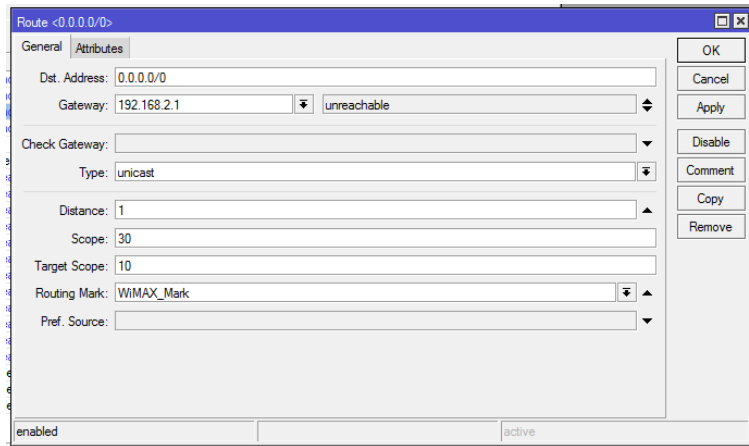 Route <0.0.0.0/0>
General Attributes
OK
Dst. Address: 0.0.0.0/0
Cancel
Gateway: 192.168.2.1 unreachable
Apply
Check Gateway:
Disable
Type: unicast
Comment
Copy
Distance: 1
Remove
Scope: 30
Target Scope: 10
Routing Mark: WiMAX_Mark
Pref. Source:
enabled active